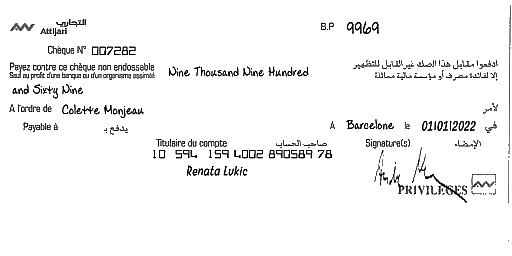 التجاري
Attijari
B.P 9969
Chèque N° 007282
Payez contre ce chèque non endossable
Seul au profit d'une banque ou d'un organisme assimilé
Nine Thousand Nine Hundred
ادفعوا مقابل هذا الصك غير القابل للتظهير
إلا لفائدة مصرف أو مؤسسة مالية مماثلة
and Sixty Nine
A l'ordre de Colette Monjeau
لأمر
Payable à يدفع بـ
A Barcelone le 01/01/2022 في
Titulaire du compte صاحب الحساب
Signature(s) الإمضاء
10 594 159 4002 890589 78
Renata Lukic
PRIVILEGES